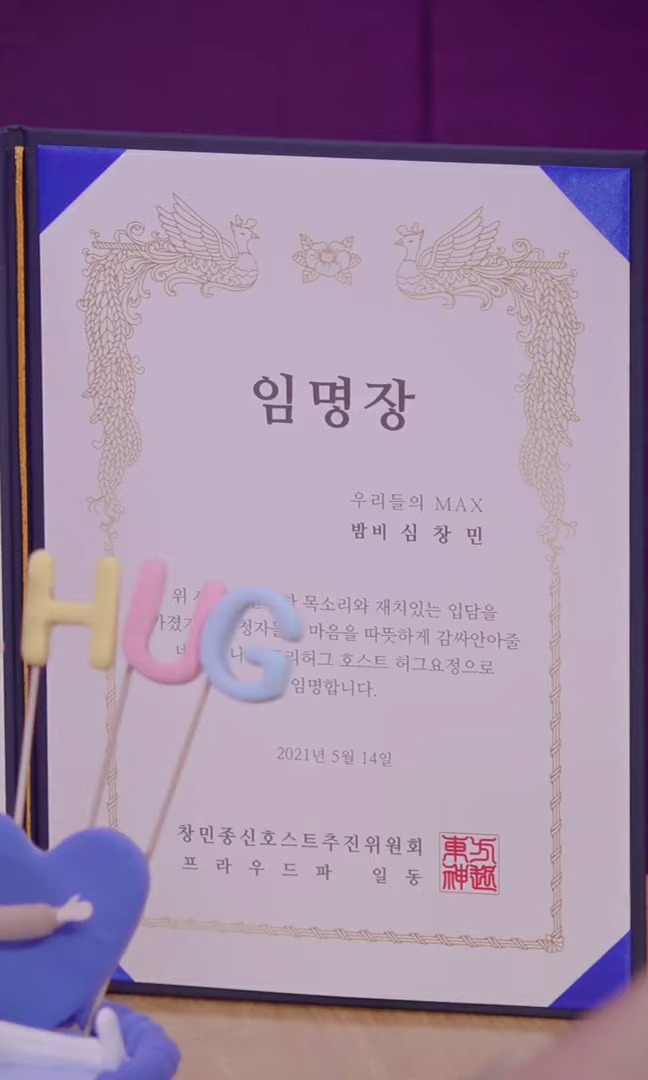 임명장
우리들의 MAX
밤비 심창민
위 목소리와 재치있는 입담을
마음을 따뜻하게 감싸안아줄
호스트 허그요정으로
임명합니다.
2021년 5월 14일
창민종신호스트추진위원회
프라우드파 일동
東方神起
HUG